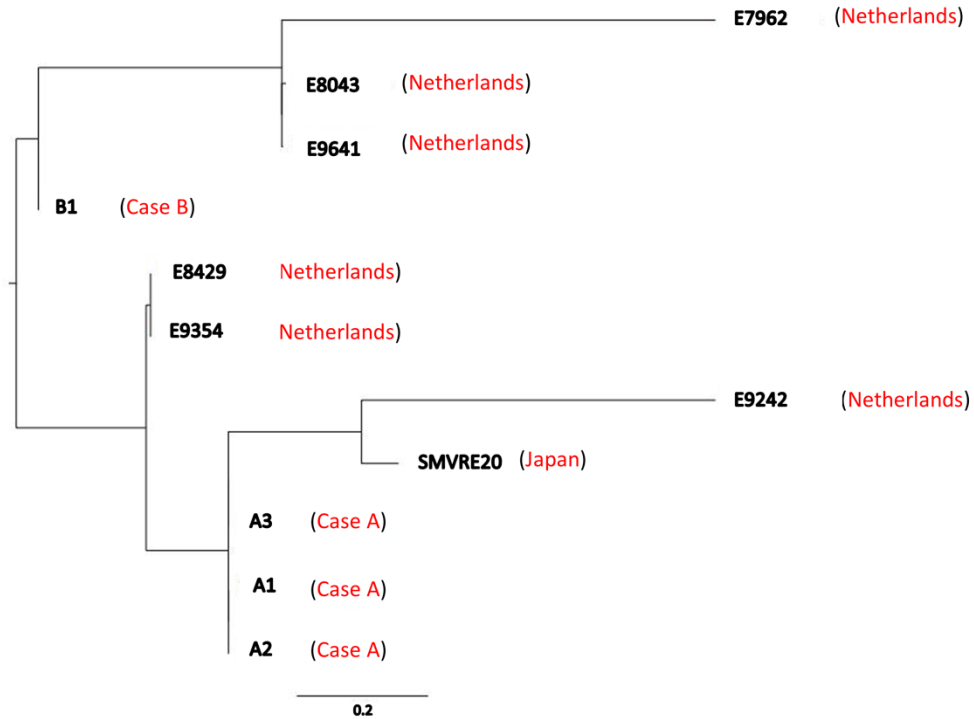 E7962 (Netherlands)
E8043 (Netherlands)
E9641 (Netherlands)
B1 (Case B)
E8429 Netherlands)
E9354 Netherlands)
E9242 (Netherlands)
SMVRE20 (Japan)
A3 (Case A)
A1 (Case A)
A2 (Case A)
0.2